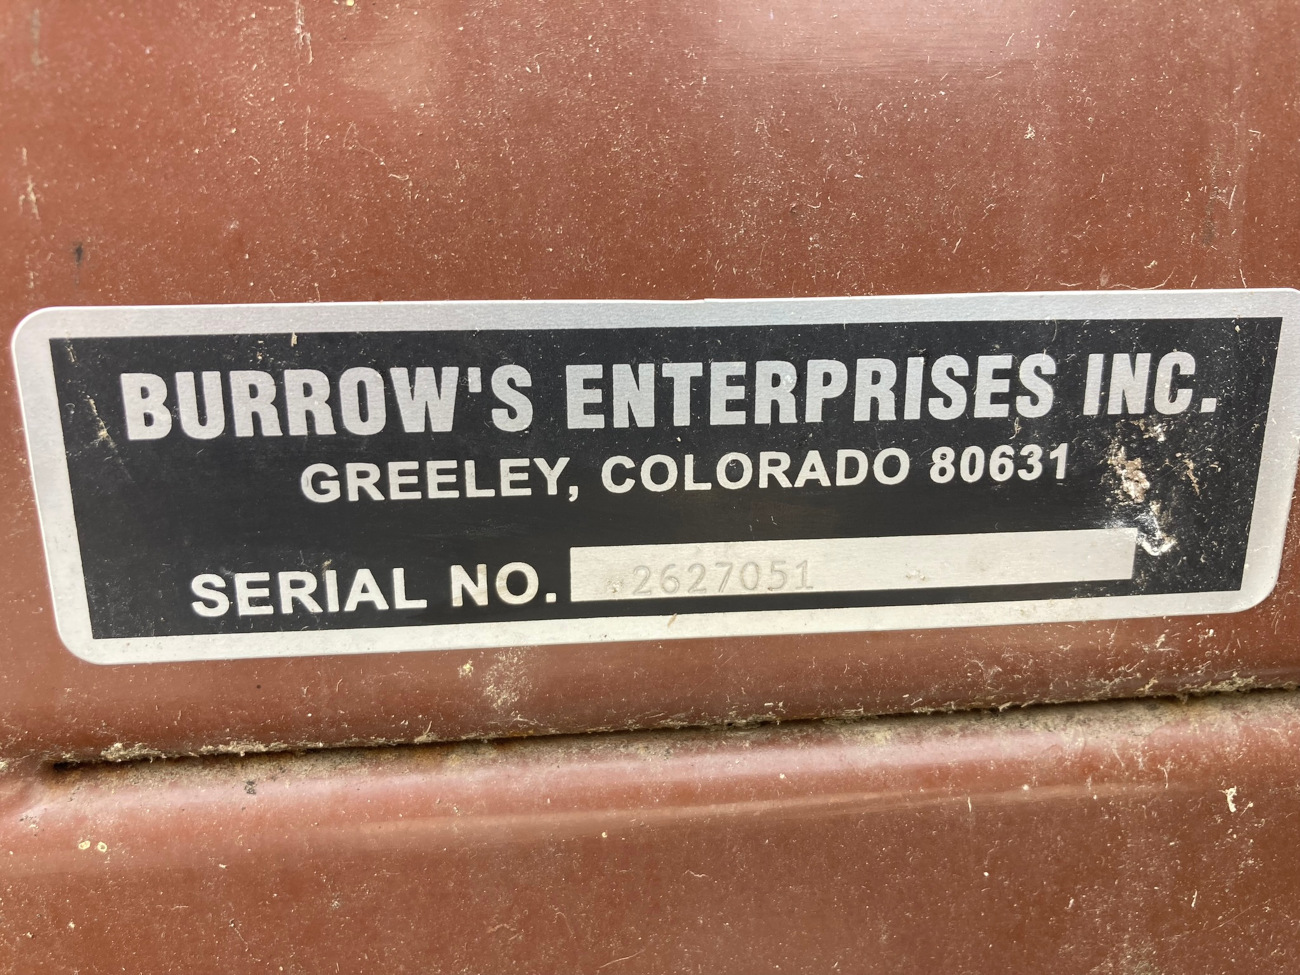 BURROW'S ENTERPRISES INC.
GREELEY, COLORADO 80631
SERIAL NO. 2627051